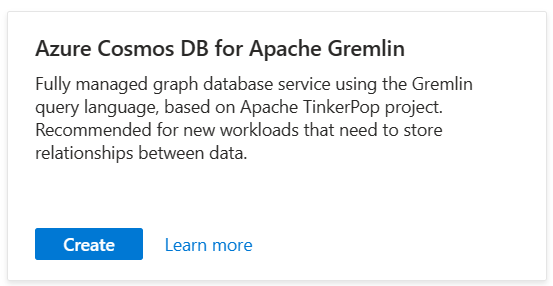 Azure Cosmos DB for Apache Gremlin
Fully managed graph database service using the Gremlin
query language, based on Apache TinkerPop project.
Recommended for new workloads that need to store
relationships between data.
Create
Learn more